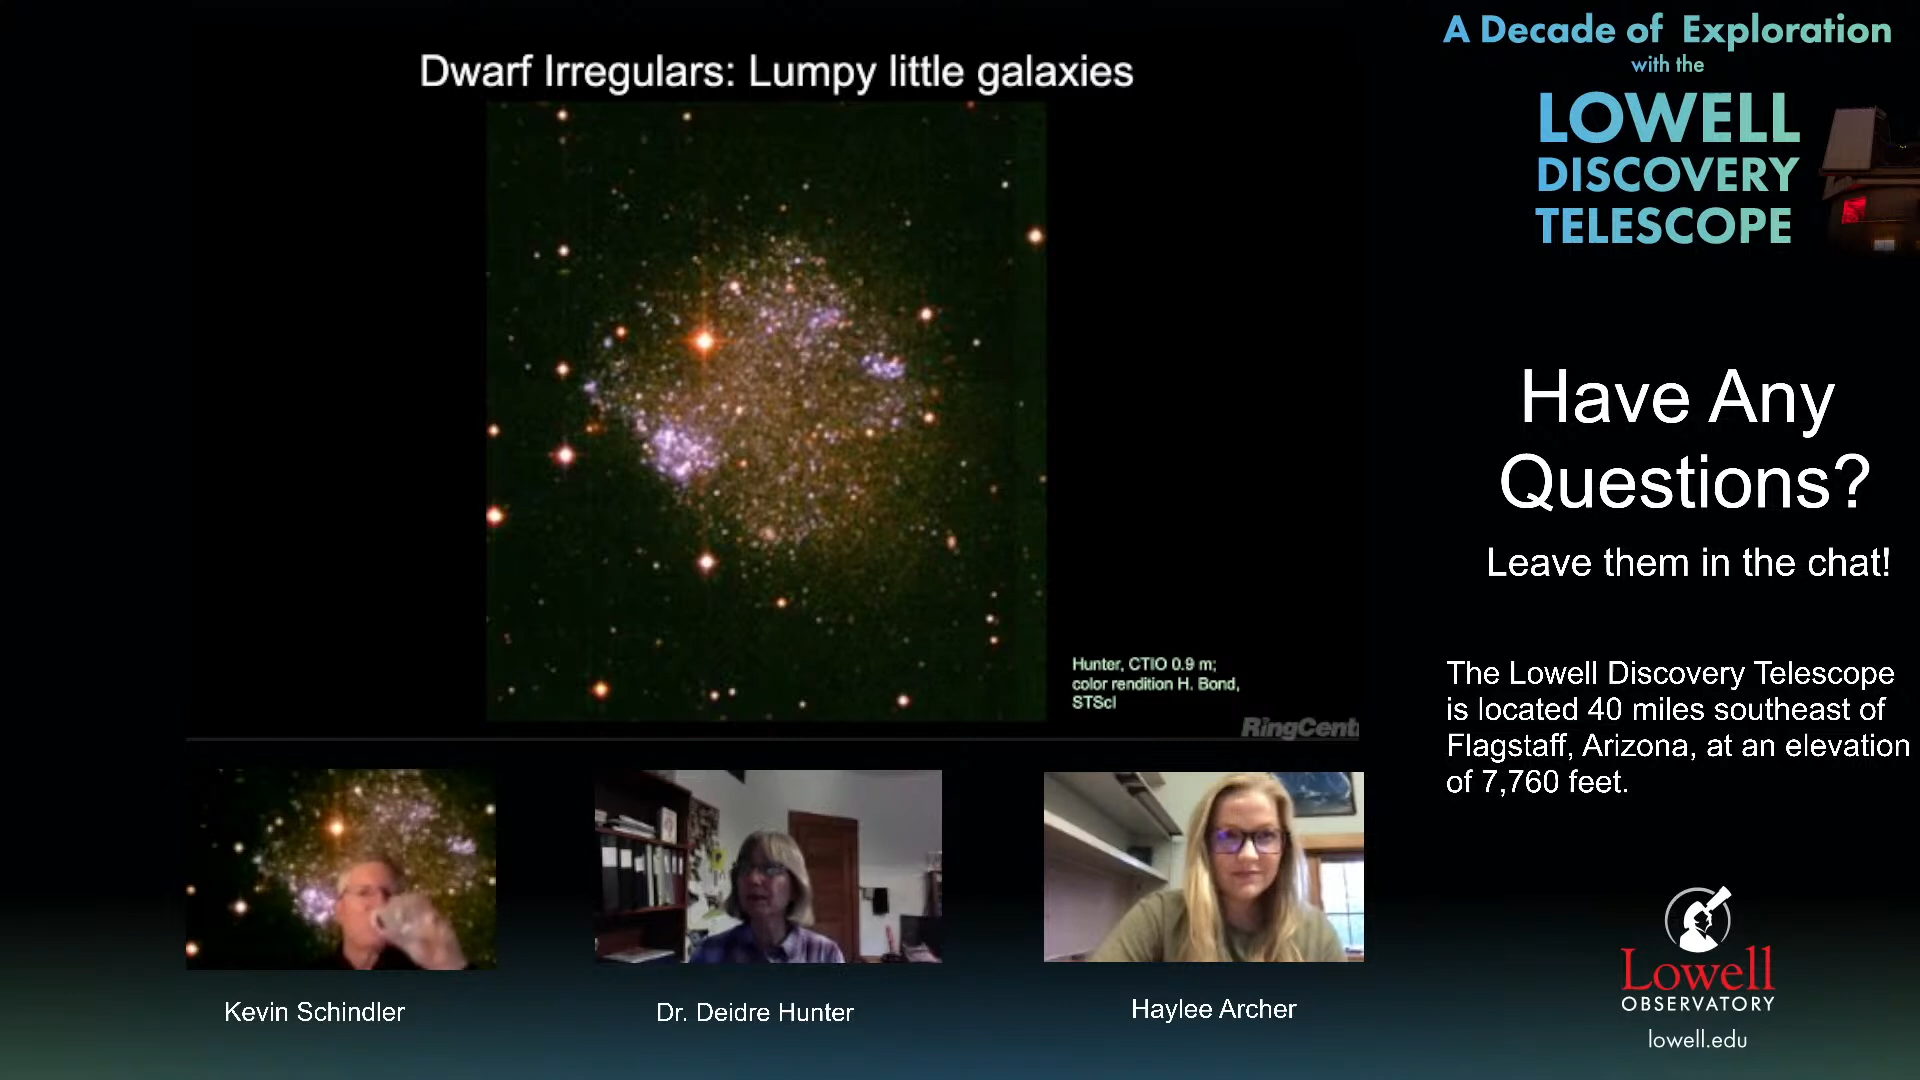 Dwarf Irregulars: Lumpy little galaxies
Hunter, CTIO 0.9 m;
color rendition H. Bond,
STScI
RingCent
Kevin Schindler
Dr. Deidre Hunter
Haylee Archer
A Decade of Exploration
with the
LOWELL
DISCOVERY
TELESCOPE
Have Any
Questions?
Leave them in the chat!
The Lowell Discovery Telescope
is located 40 miles southeast of
Flagstaff, Arizona, at an elevation
of 7,760 feet.
Lowell
OBSERVATORY
lowell.edu